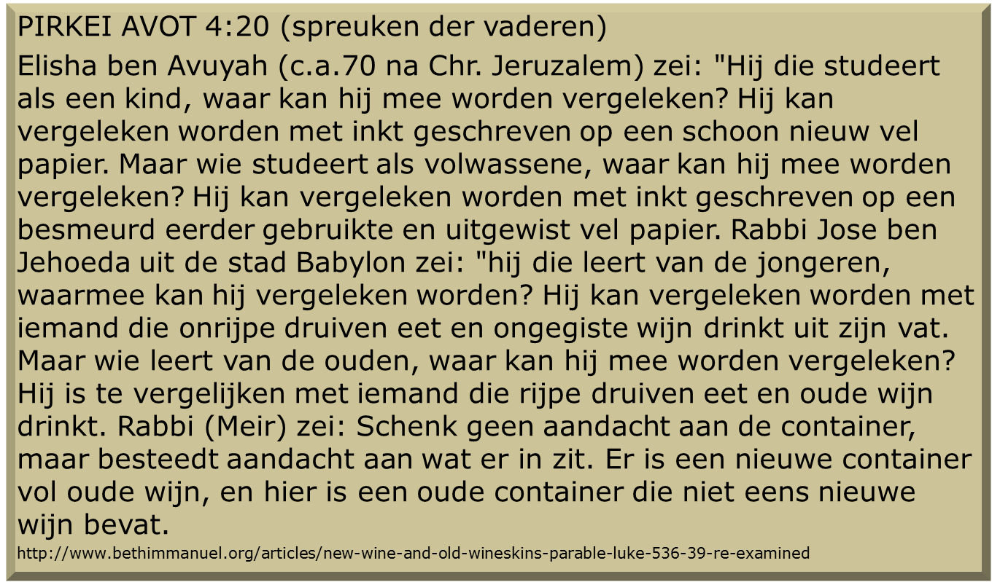 PIRKEI AVOT 4:20 (spreuken der vaderen)
Elisha ben Avuyah (c.a.70 na Chr. Jeruzalem) zei: "Hij die studeert
als een kind, waar kan hij mee worden vergeleken? Hij kan
vergeleken worden met inkt geschreven op een schoon nieuw vel
papier. Maar wie studeert als volwassene, waar kan hij mee worden
vergeleken? Hij kan vergeleken worden met inkt geschreven op een
besmeurd eerder gebruikte en uitgewist vel papier. Rabbi Jose ben
Jehoeda uit de stad Babylon zei: "hij die leert van de jongeren,
waarmee kan hij vergeleken worden? Hij kan vergeleken worden met
iemand die onrijpe druiven eet en ongegiste wijn drinkt uit zijn vat.
Maar wie leert van de ouden, waar kan hij mee worden vergeleken?
Hij is te vergelijken met iemand die rijpe druiven eet en oude wijn
drinkt. Rabbi (Meir) zei: Schenk geen aandacht aan de container,
maar besteedt aandacht aan wat er in zit. Er is een nieuwe container
vol oude wijn, en hier is een oude container die niet eens nieuwe
wijn bevat.
http://www.bethimmanuel.org/articles/new-wine-and-old-wineskins-parable-luke-536-39-re-examined